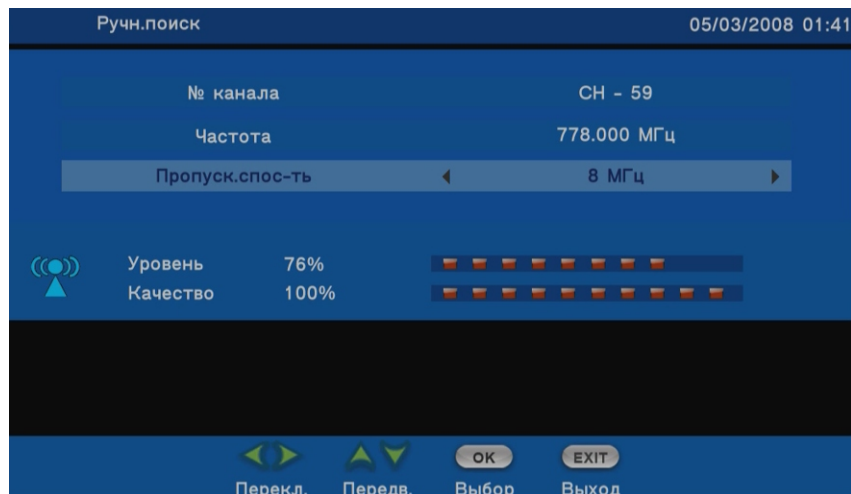 Ручн.поиск 05/03/2008 01:41
№ канала CH - 59
Частота 778.000 МГц
Пропуск.спос-ть 8 МГц
Уровень 76%
Качество 100%
OK EXIT
Перекл. Передв. Выбор Выход